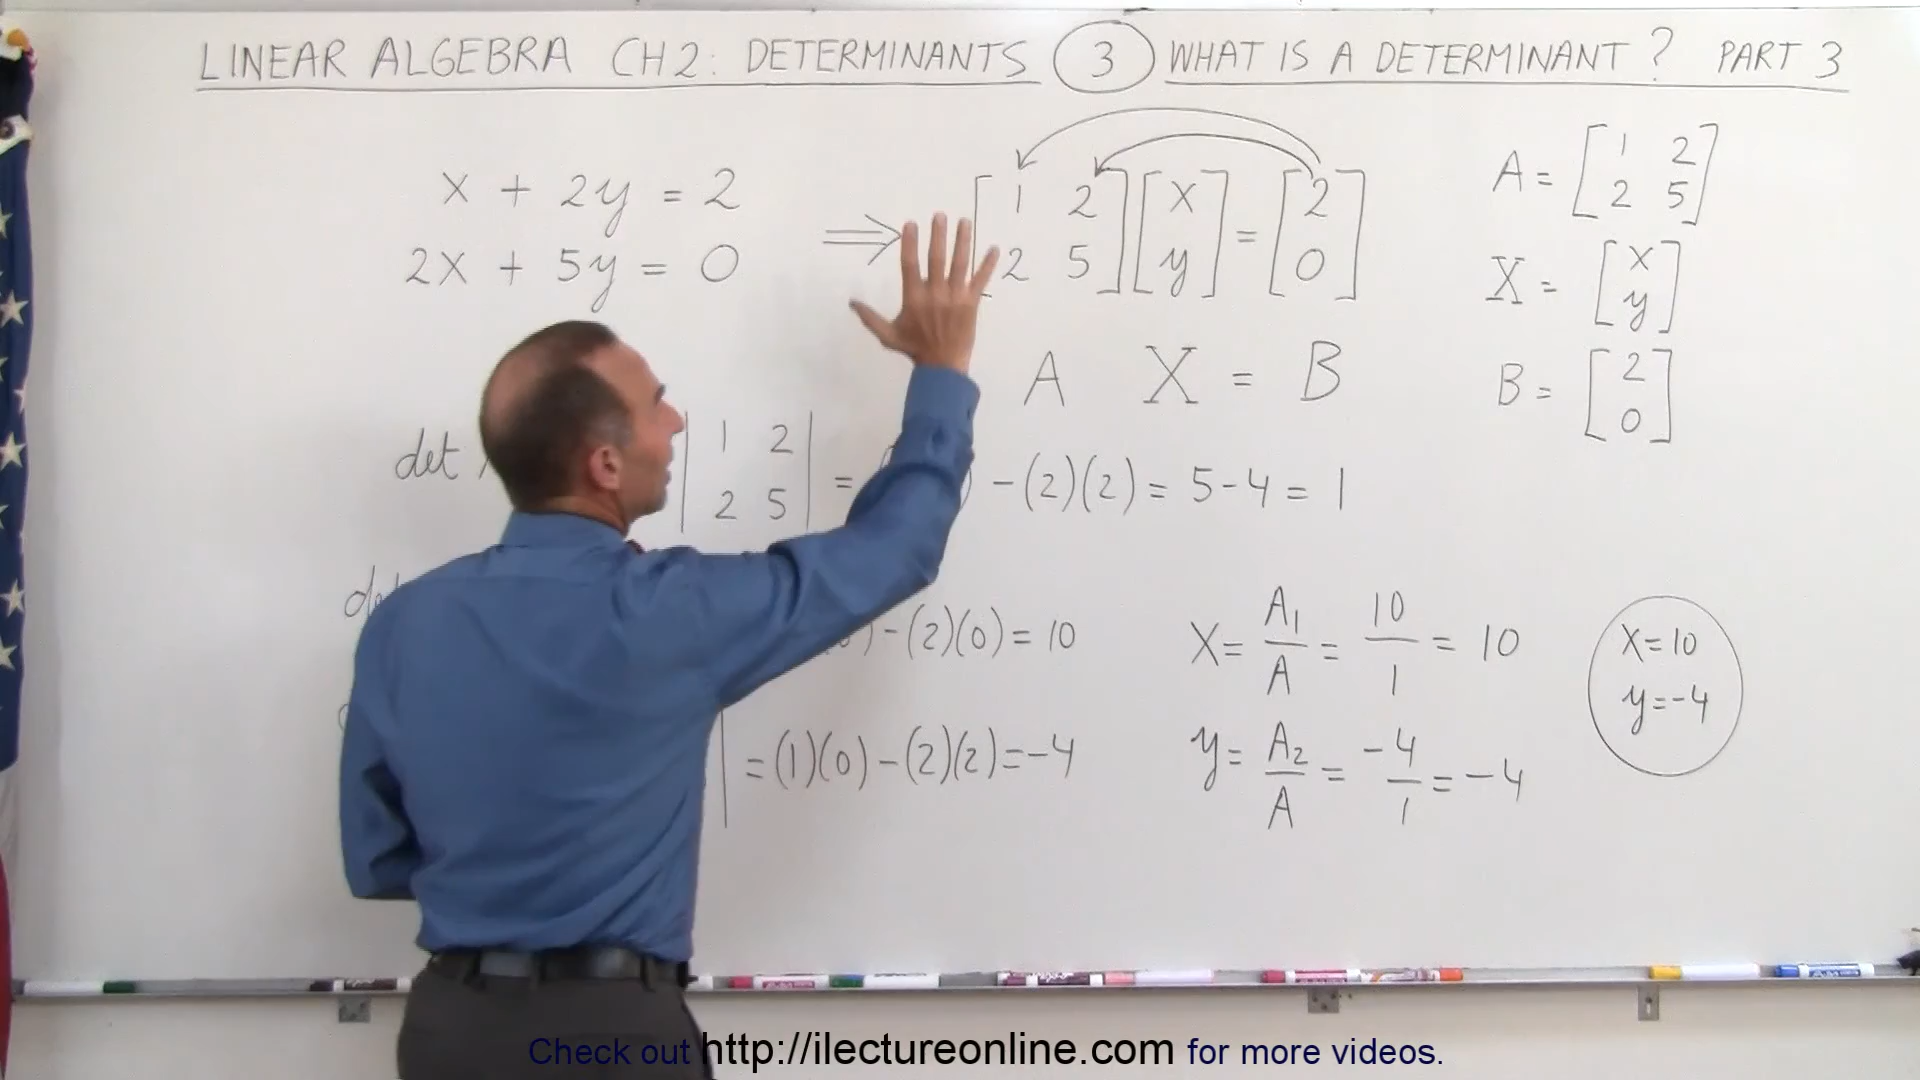 LINEAR ALGEBRA CH 2: DETERMINANTS 3 WHAT IS A DETERMINANT? PART 3
x + 2y = 2
2x + 5y = 0
⇒ [1 2] [x] = [2]
[2 5] [y] [0]
A X = B
A = [1 2]
[2 5]
X = [x]
[y]
B = [2]
[0]
det |1 2| = - (2)(2) = 5 - 4 = 1
|2 5|
det - (2)(0) = 10
= (1)(0) - (2)(2) = -4
x = A1/A = 10/1 = 10
y = A2/A = -4/1 = -4
x = 10
y = -4
Check out http://ilectureonline.com for more videos.